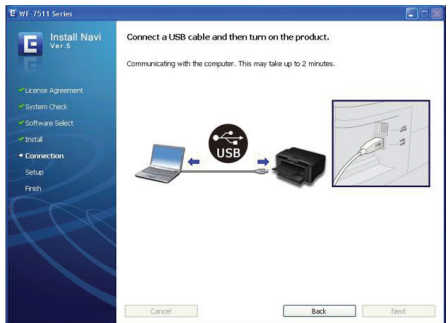 WF-7511 Series
Install Navi
Ver.5
Connect a USB cable and then turn on the product.
Communicating with the computer. This may take up to 2 minutes.
License Agreement
System Check
Software Select
Install
Connection
Setup
Finish
USB
Cancel
Back
Next